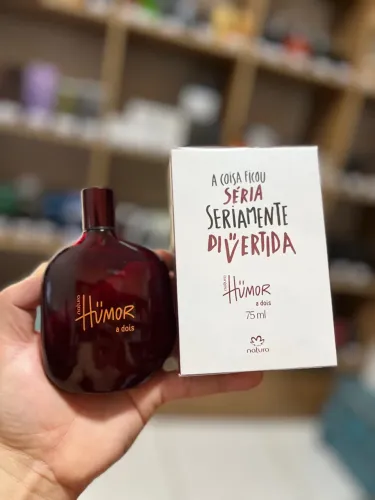 natura
HÜMOR
a dois
A COISA FICOU
SÉRIA
SERIAMENTE
DIVERTIDA
natura
HÜMOR
a dois
75 ml
natura